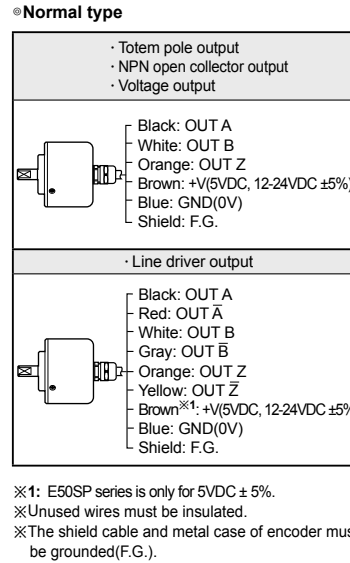 ◎Normal type
· Totem pole output
· NPN open collector output
· Voltage output
Black: OUT A
White: OUT B
Orange: OUT Z
Brown: +V(5VDC, 12-24VDC ±5%)
Blue: GND(0V)
Shield: F.G.
· Line driver output
Black: OUT A
Red: OUT A̅
White: OUT B
Gray: OUT B̅
Orange: OUT Z
Yellow: OUT Z̅
Brown※1: +V(5VDC, 12-24VDC ±5%
Blue: GND(0V)
Shield: F.G.
※1: E50SP series is only for 5VDC ± 5%.
※Unused wires must be insulated.
※The shield cable and metal case of encoder mus
be grounded(F.G.).